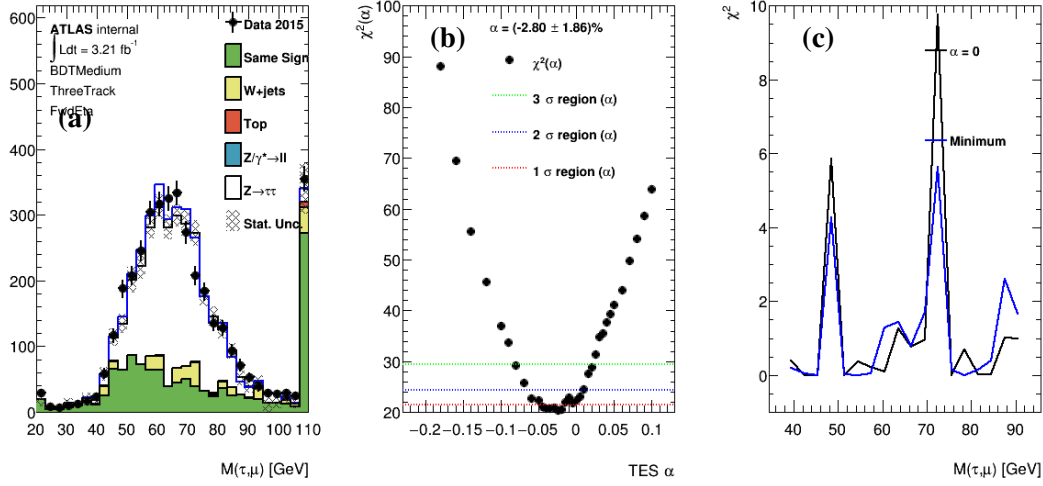 ATLAS internal
∫Ldt = 3.21 fb⁻¹
BDTMedium
ThreeTrack
FwdEta
(a)
Data 2015
Same Sign
W+jets
Top
Z/γ*→ll
Z→ττ
Stat. Unc.
600
500
400
300
200
100
0
20 30 40 50 60 70 80 90 100 110
M(τ,μ) [GeV]
χ²(α)
(b)
α = (-2.80 ± 1.86)%
χ²(α)
3 σ region (α)
2 σ region (α)
1 σ region (α)
100
90
80
70
60
50
40
30
20
−0.2 −0.15 −0.1 −0.05 0 0.05 0.1
TES α
χ²
(c)
α = 0
Minimum
8
6
4
2
0
40 50 60 70 80 90
M(τ,μ) [GeV]